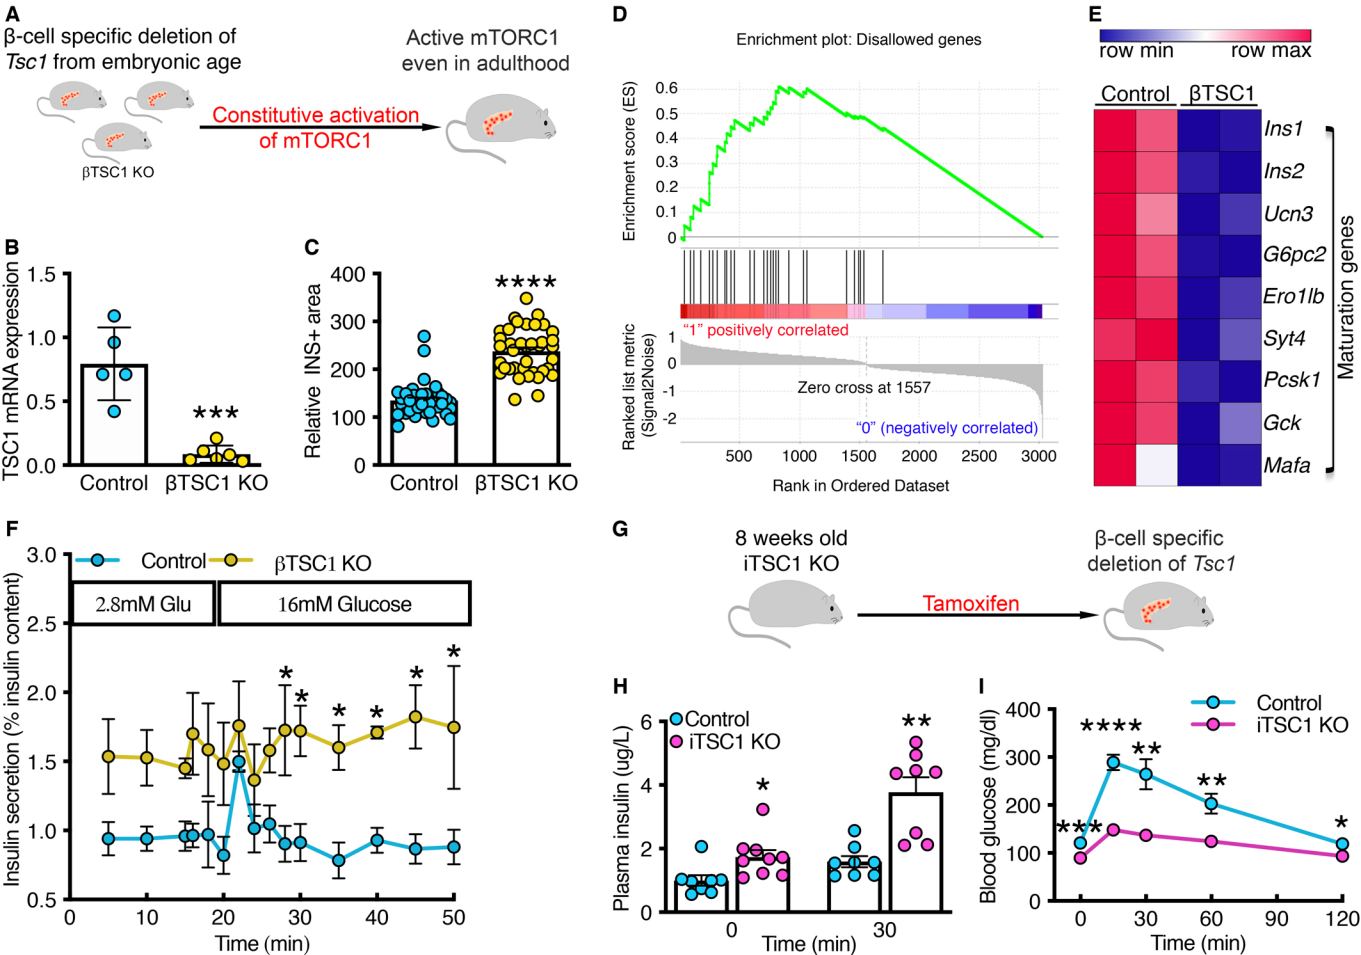 A
β-cell specific deletion of
Tsc1 from embryonic age
Active mTORC1
even in adulthood
Constitutive activation
of mTORC1
βTSC1 KO
B
TSC1 mRNA expression
1.5
1.0
0.5
0.0
***
Control
βTSC1 KO
C
Relative INS+ area
400
300
200
100
0
****
Control
βTSC1 KO
D
Enrichment plot: Disallowed genes
Enrichment score (ES)
0.6
0.5
0.4
0.3
0.2
0.1
0
"1" positively correlated
Ranked list metric
(Signal2Noise)
1
0
-1
-2
Zero cross at 1557
"0" (negatively correlated)
500 1000 1500 2000 2500 3000
Rank in Ordered Dataset
E
row min row max
Control βTSC1
Ins1
Ins2
Ucn3
G6pc2
Ero1lb
Syt4
Pcsk1
Gck
Mafa
Maturation genes
F
Insulin secretion (% insulin content)
3.0
2.5
2.0
1.5
1.0
0.5
Control βTSC1 KO
2.8mM Glu 16mM Glucose
* * * * * *
0 10 20 30 40 50
Time (min)
G
8 weeks old
iTSC1 KO
Tamoxifen
β-cell specific
deletion of Tsc1
H
Plasma insulin (ug/L)
6
4
2
1
0
Control
iTSC1 KO
*
**
0 30
Time (min)
I
Blood glucose (mg/dl)
400
300
200
100
0
Control
iTSC1 KO
***
****
**
**
*
0 30 60 90 120
Time (min)